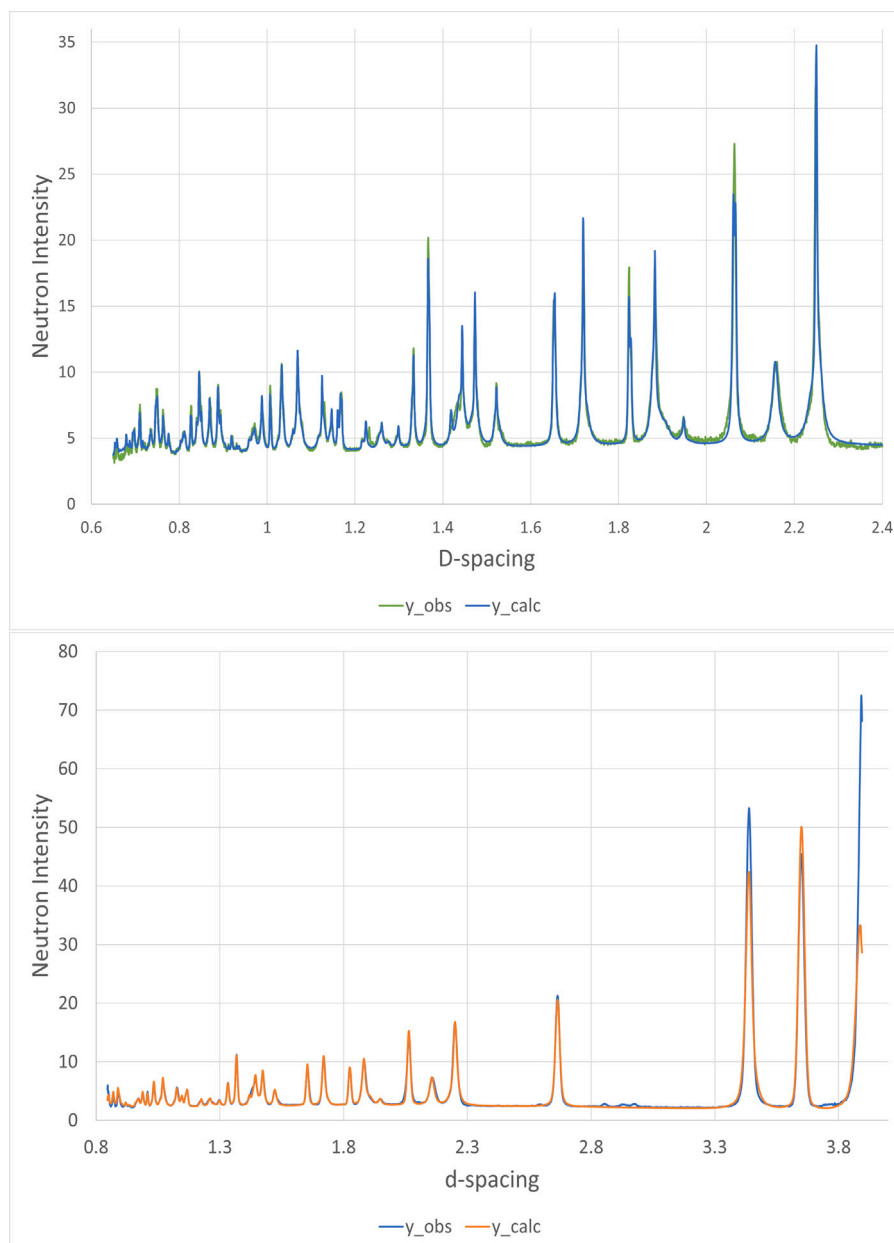 35
30
25
20
15
10
5
0
Neutron Intensity
0.6 0.8 1 1.2 1.4 1.6 1.8 2 2.2 2.4
D-spacing
y_obs y_calc
80
70
60
50
40
30
20
10
0
Neutron Intensity
0.8 1.3 1.8 2.3 2.8 3.3 3.8
d-spacing
y_obs y_calc